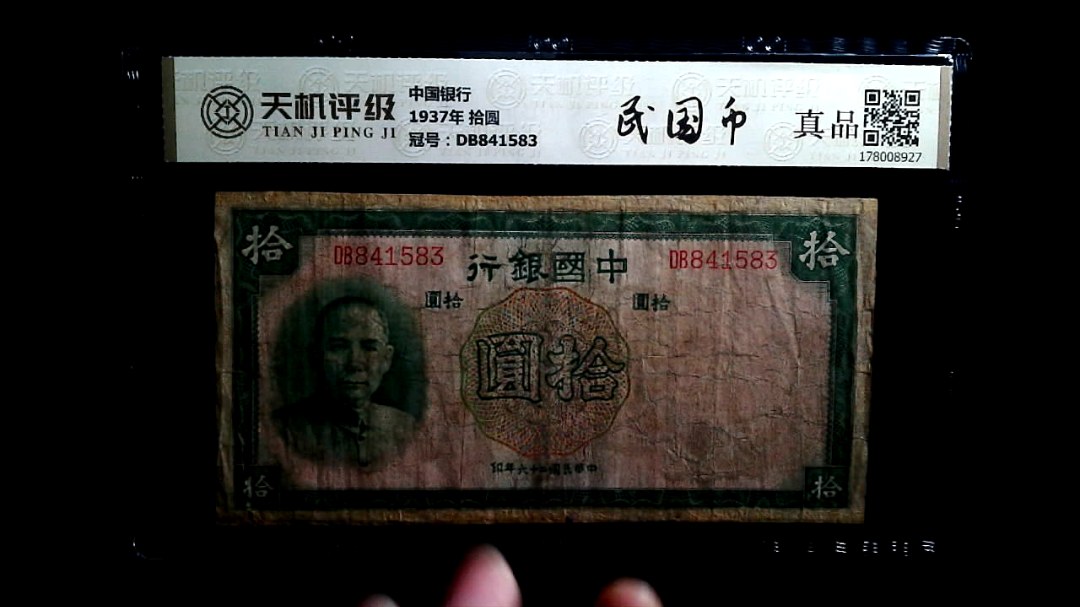 天机评级
TIAN JI PING JI
中国银行
1937年 拾圆
冠号：DB841583
民国币
真品
178008927
拾
DB841583
行銀國中
DB841583
拾
圓拾
圓拾
圓拾
印年六十二國民華中
拾
拾